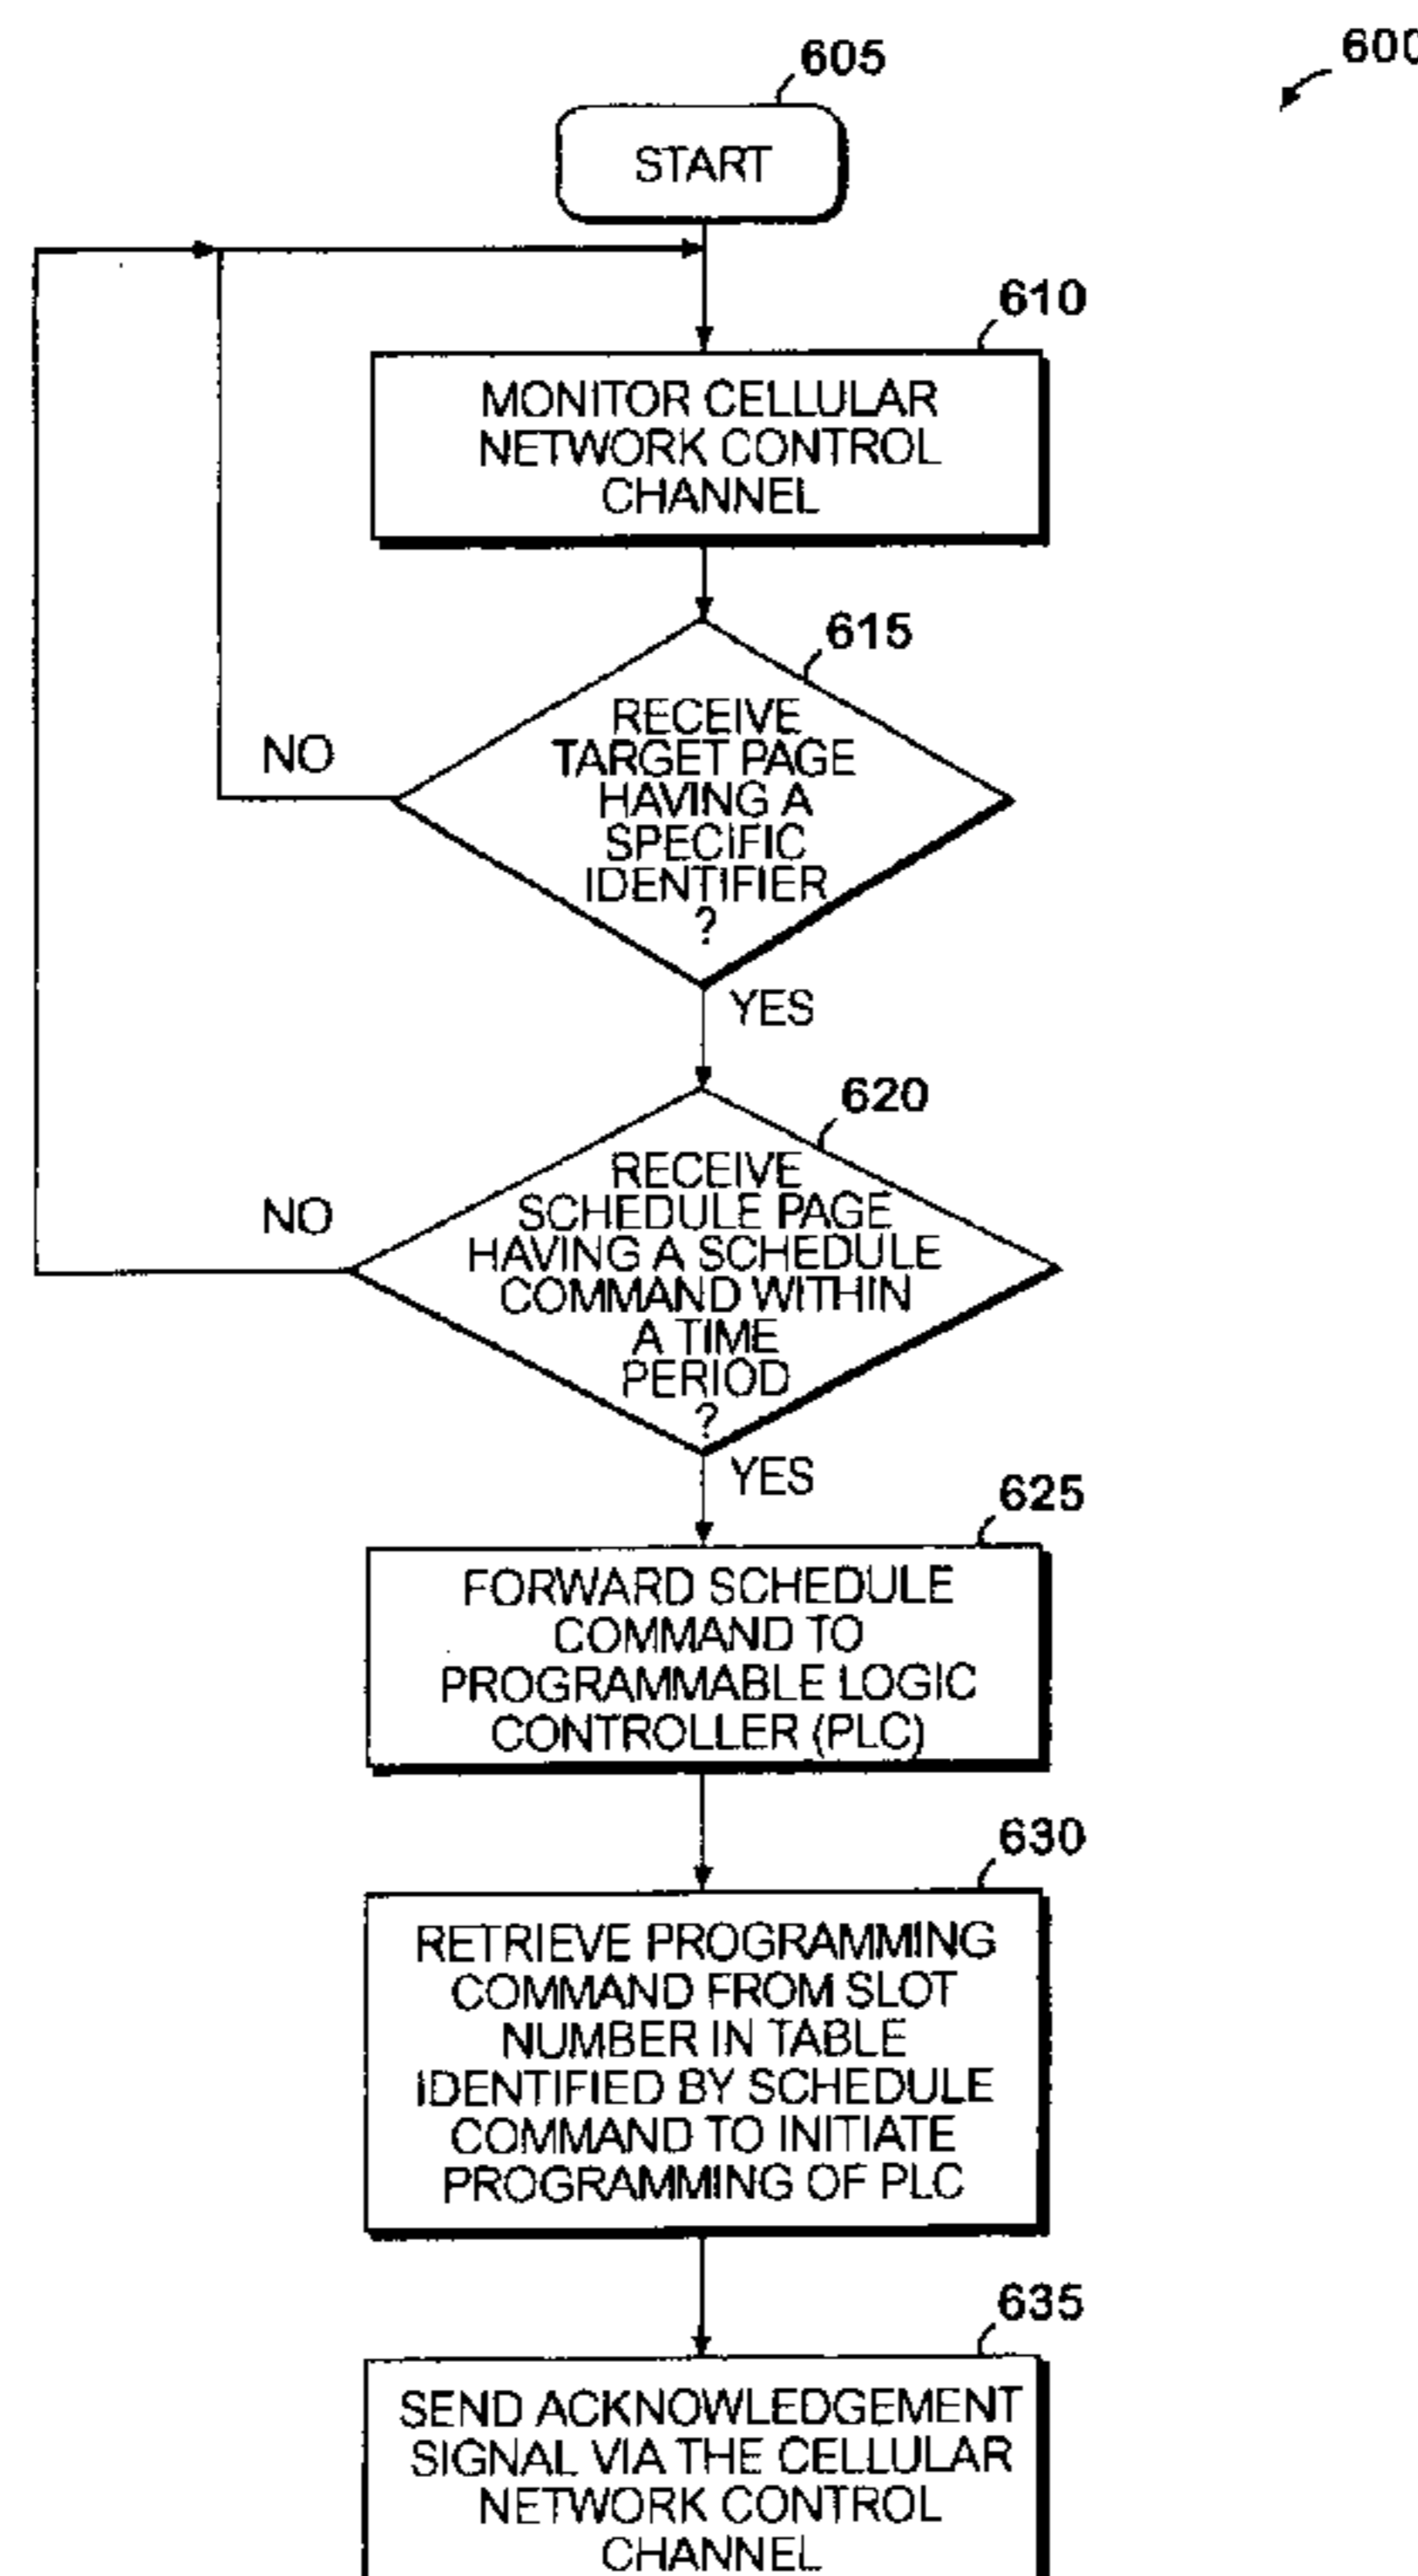 605
600
START
610
MONITOR CELLULAR
NETWORK CONTROL
CHANNEL
615
RECEIVE
TARGET PAGE
HAVING A
SPECIFIC
IDENTIFIER
?
NO
YES
620
RECEIVE
SCHEDULE PAGE
HAVING A SCHEDULE
COMMAND WITHIN
A TIME
PERIOD
?
NO
YES
625
FORWARD SCHEDULE
COMMAND TO
PROGRAMMABLE LOGIC
CONTROLLER (PLC)
630
RETRIEVE PROGRAMMING
COMMAND FROM SLOT
NUMBER IN TABLE
IDENTIFIED BY SCHEDULE
COMMAND TO INITIATE
PROGRAMMING OF PLC
635
SEND ACKNOWLEDGEMENT
SIGNAL VIA THE CELLULAR
NETWORK CONTROL
CHANNEL